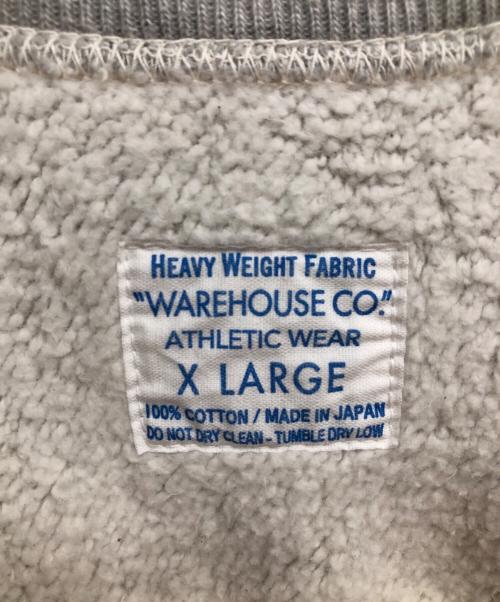 HEAVY WEIGHT FABRIC
"WAREHOUSE CO."
ATHLETIC WEAR
X LARGE
100% COTTON / MADE IN JAPAN
DO NOT DRY CLEAN - TUMBLE DRY LOW